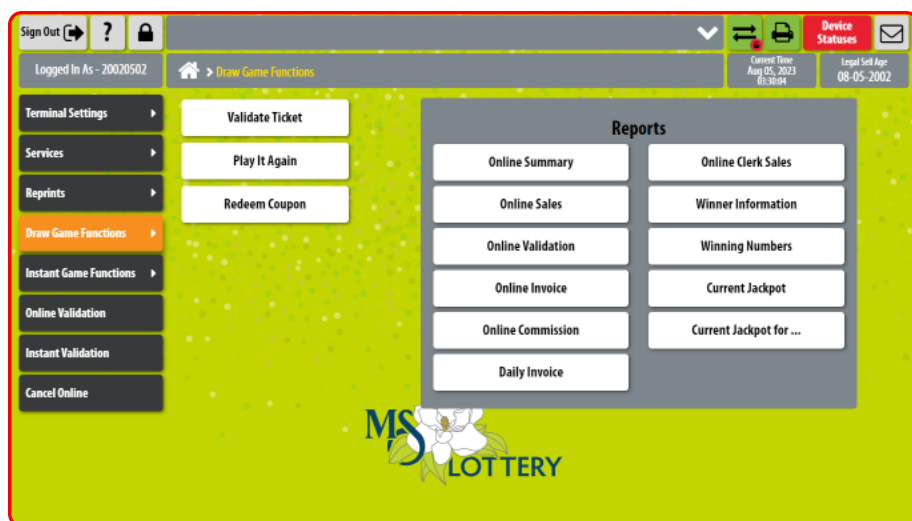 Sign Out
?
Device
Statuses
Logged In As - 20020502
> Draw Game Functions
Current Time
Aug 05, 2023
03:30:04
Legal Sell Age
08-05-2002
Terminal Settings
Services
Reprints
Draw Game Functions
Instant Game Functions
Online Validation
Instant Validation
Cancel Online
Validate Ticket
Play It Again
Redeem Coupon
Reports
Online Summary
Online Clerk Sales
Online Sales
Winner Information
Online Validation
Winning Numbers
Online Invoice
Current Jackpot
Online Commission
Current Jackpot for ...
Daily Invoice
MS
LOTTERY